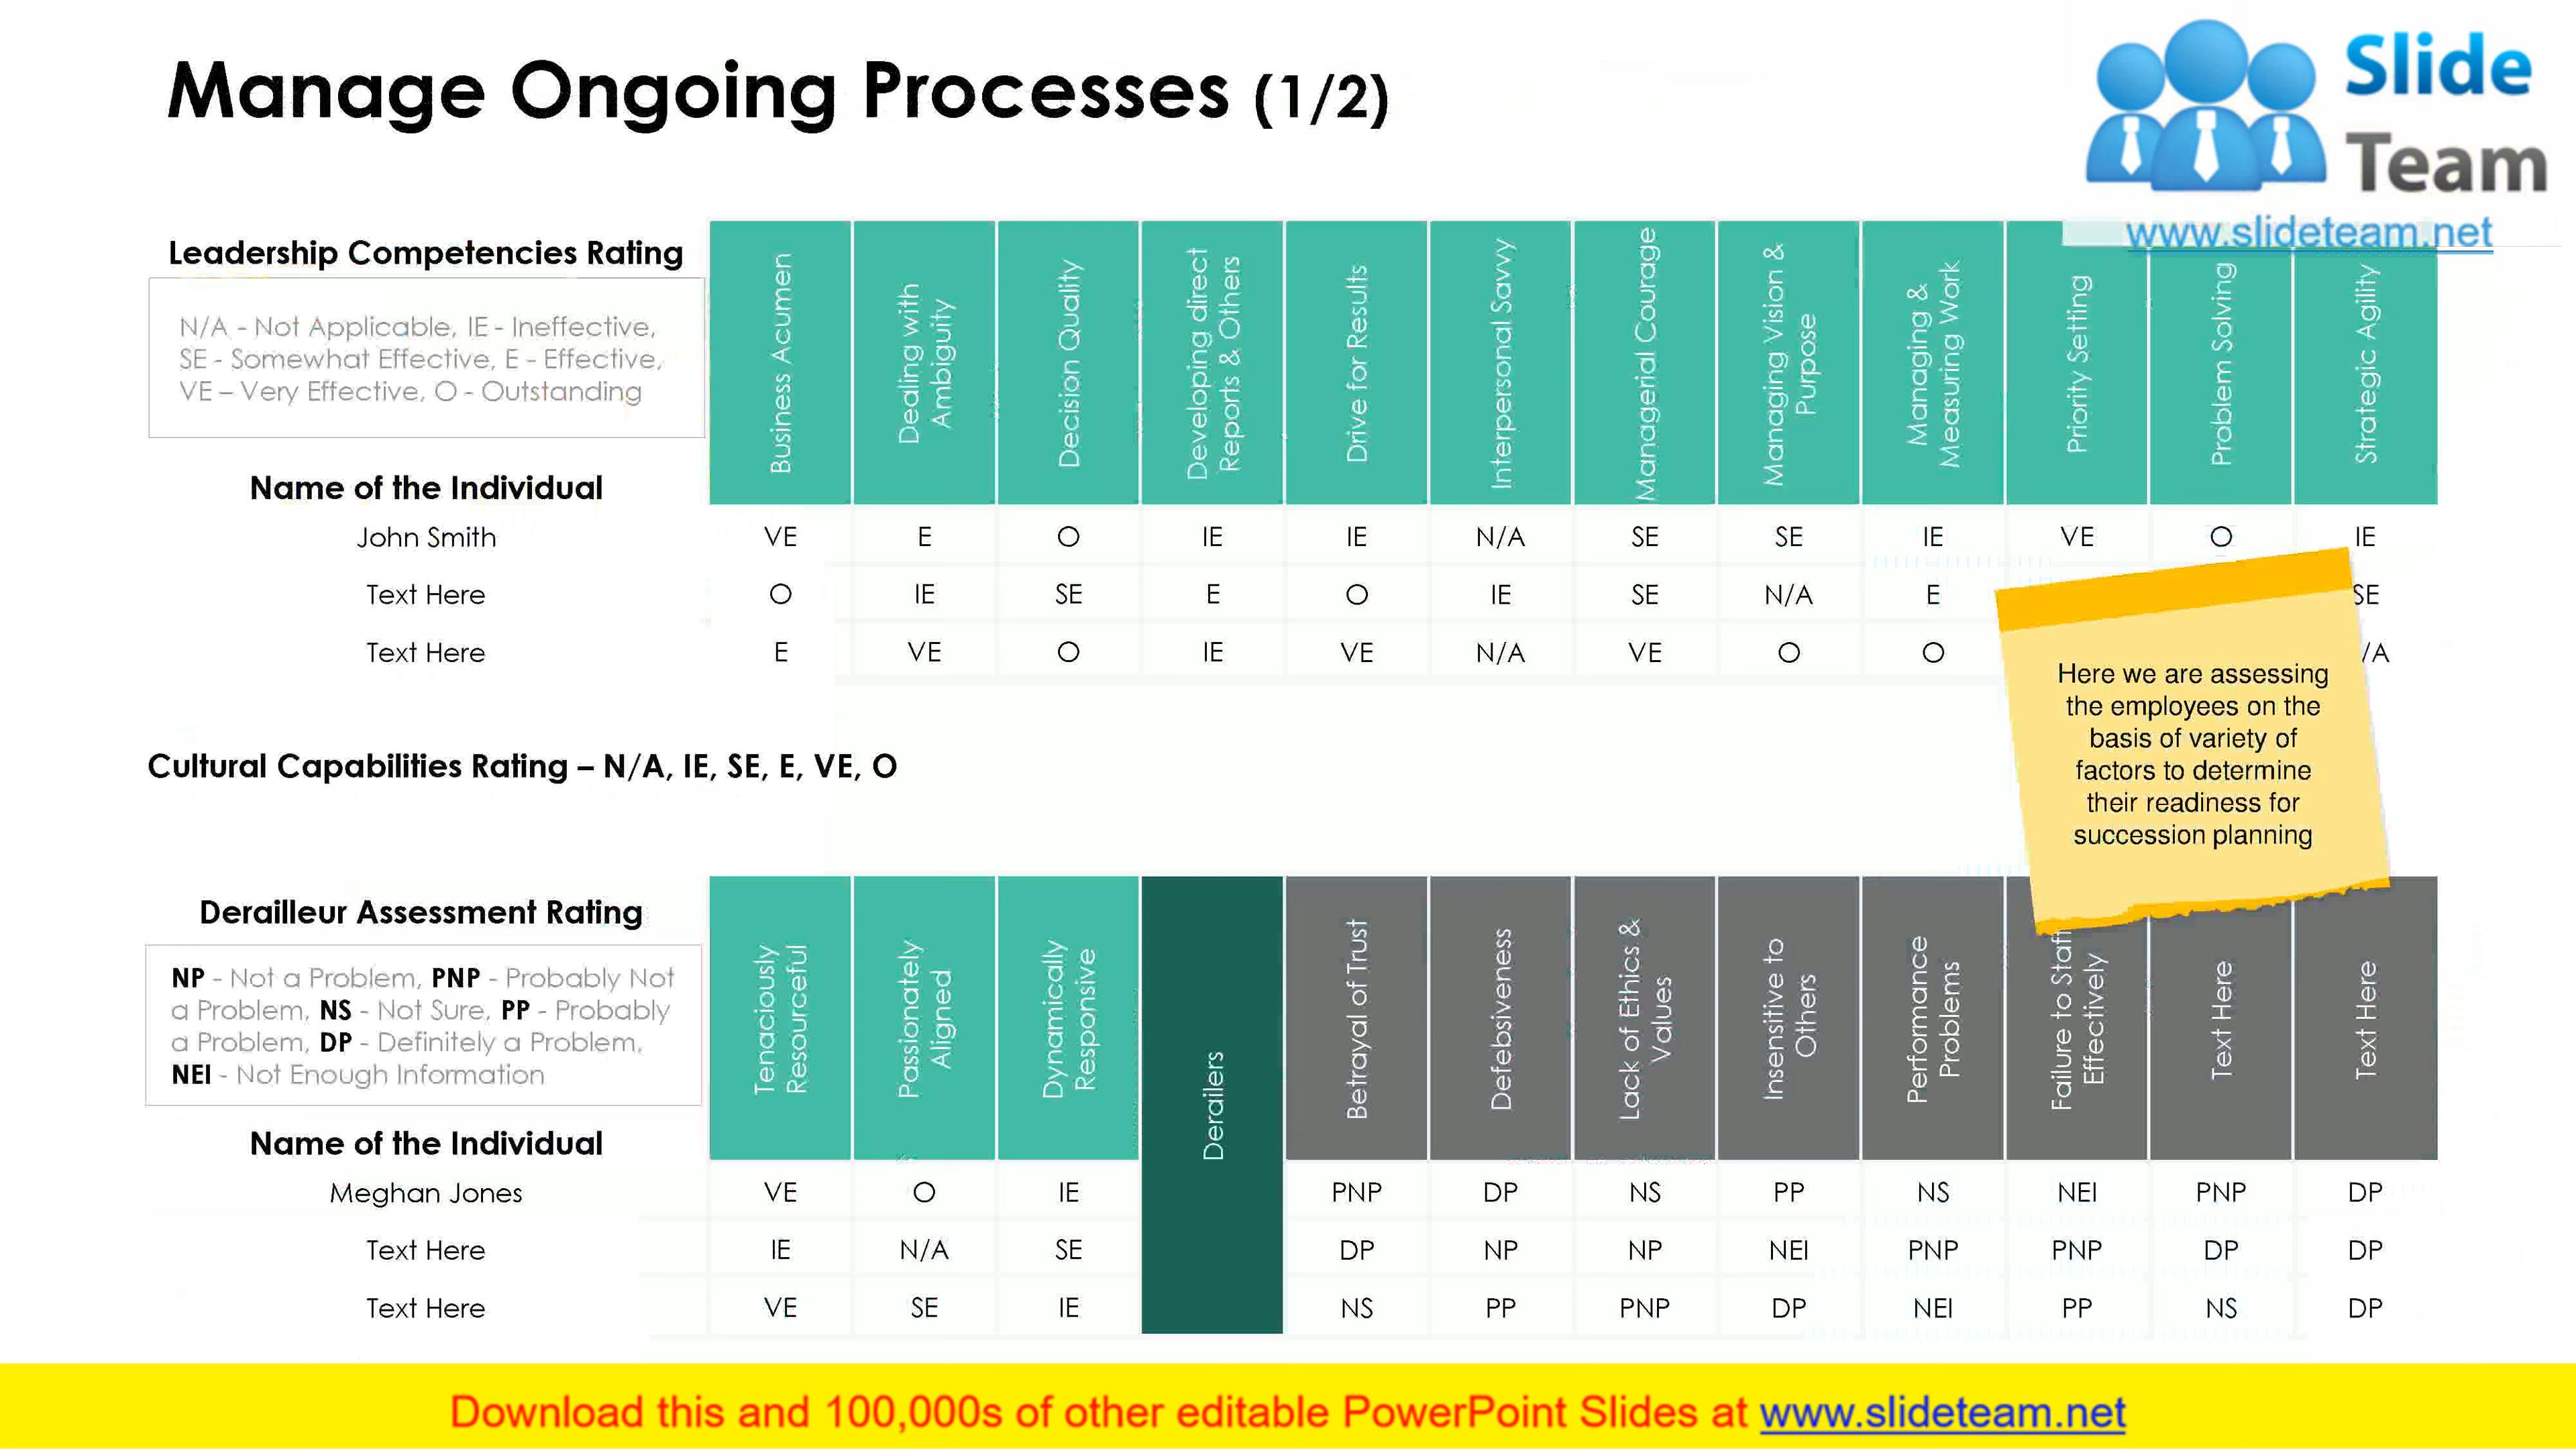 Manage Ongoing Processes (1/2)
Slide
Team
www.slideteam.net
Leadership Competencies Rating
N/A - Not Applicable, IE - Ineffective,
SE - Somewhat Effective, E - Effective,
VE – Very Effective, O - Outstanding
Name of the Individual
Business Acumen
Dealing with
Ambiguity
Decision Quality
Developing direct
Reports & Others
Drive for Results
Interpersonal Savvy
Managerial Courage
Managing Vision &
Purpose
Managing &
Measuring Work
Priority Setting
Problem Solving
Strategic Agility
John Smith VE E O IE IE N/A SE SE IE VE O IE
Text Here O IE SE E O IE SE N/A E SE
Text Here E VE O IE VE N/A VE O O /A
Here we are assessing
the employees on the
basis of variety of
factors to determine
their readiness for
succession planning
Cultural Capabilities Rating – N/A, IE, SE, E, VE, O
Derailleur Assessment Rating
NP - Not a Problem, PNP - Probably Not
a Problem, NS - Not Sure, PP - Probably
a Problem, DP - Definitely a Problem,
NEI - Not Enough Information
Name of the Individual
Tenaciously
Resourceful
Passionately
Aligned
Dynamically
Responsive
Derailers
Betrayal of Trust
Defebsiveness
Lack of Ethics &
Values
Insensitive to
Others
Performance
Problems
Failure to Staff
Effectively
Text Here
Text Here
Meghan Jones VE O IE PNP DP NS PP NS NEI PNP DP
Text Here IE N/A SE DP NP NP NEI PNP PNP DP DP
Text Here VE SE IE NS PP PNP DP NEI PP NS DP
Download this and 100,000s of other editable PowerPoint Slides at www.slideteam.net